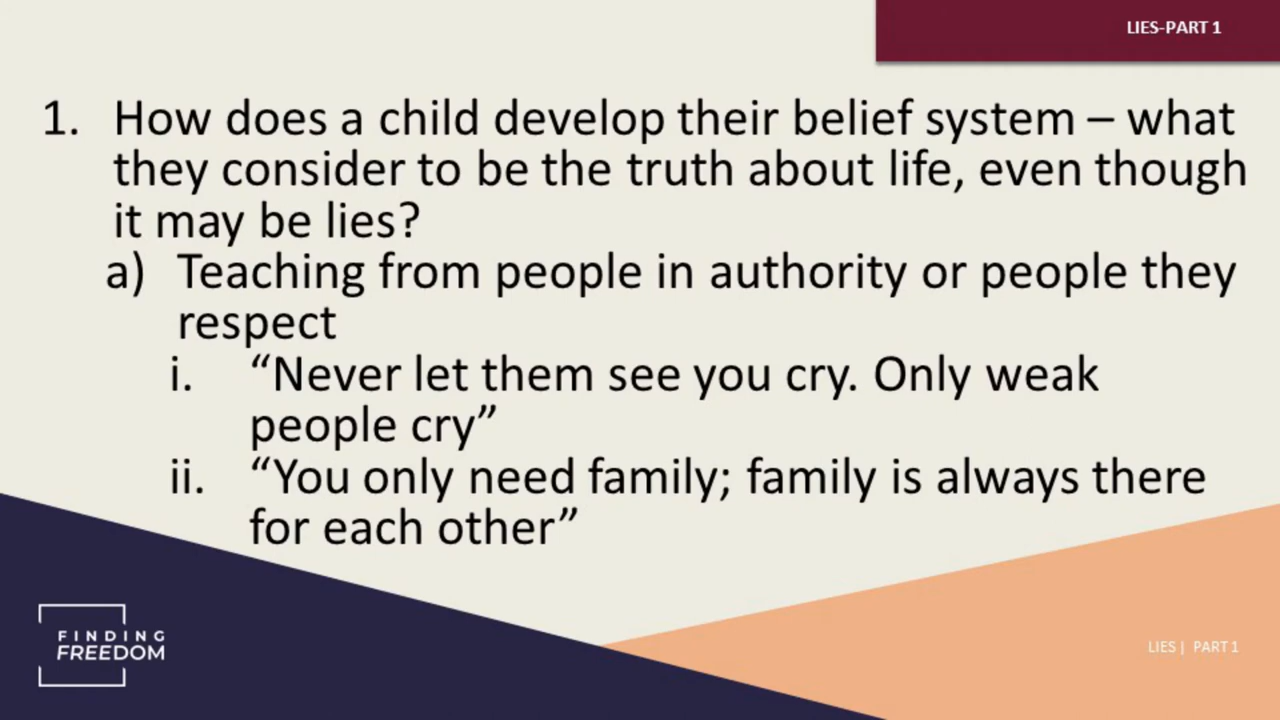 LIES-PART 1
1. How does a child develop their belief system – what
they consider to be the truth about life, even though
it may be lies?
a) Teaching from people in authority or people they
respect
i. “Never let them see you cry. Only weak
people cry”
ii. “You only need family; family is always there
for each other”
FINDING
FREEDOM
LIES | PART 1